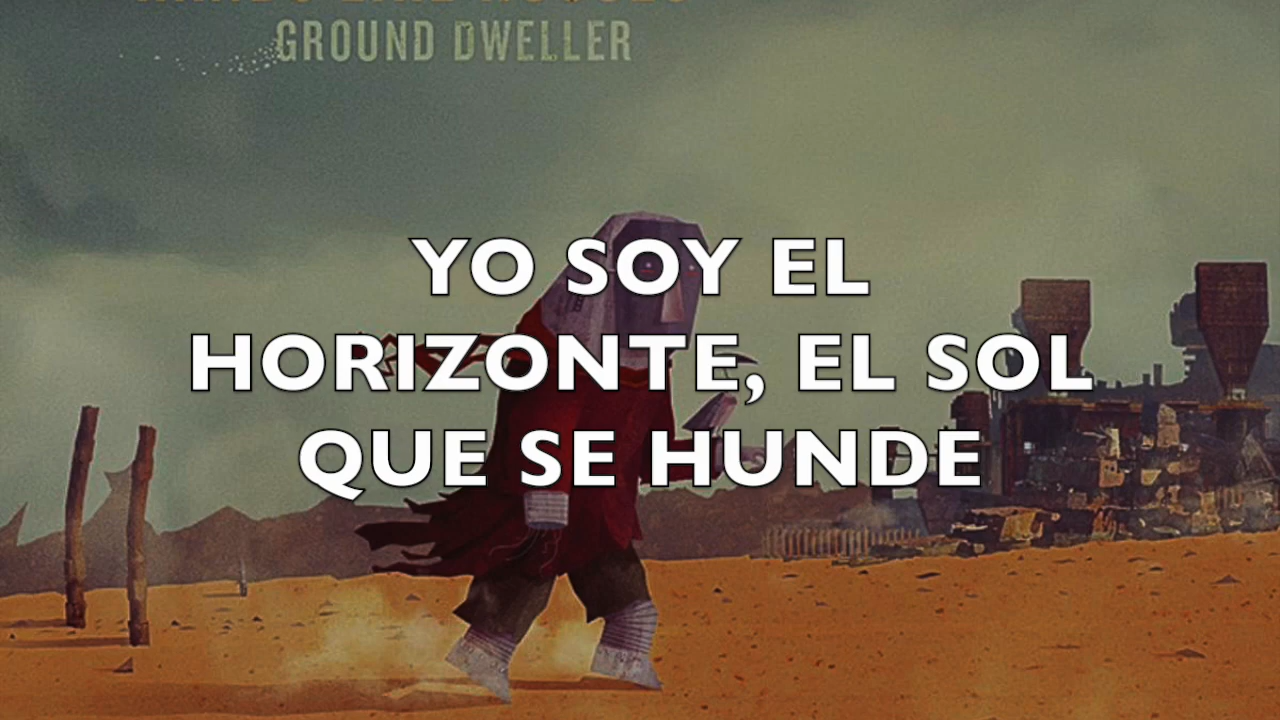 GROUND DWELLER
YO SOY EL
HORIZONTE, EL SOL
QUE SE HUNDE